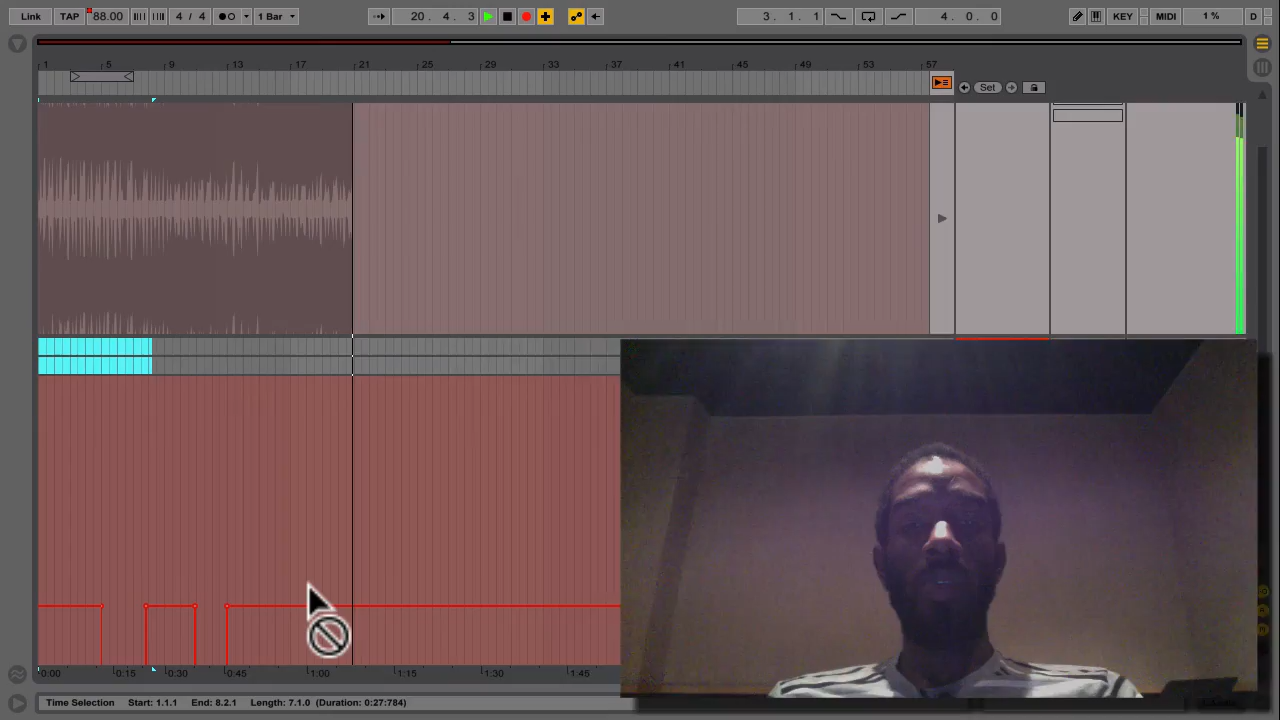 Link TAP 88.00 4 / 4 1 Bar 20. 4. 3 3. 1. 1 4. 0. 0 KEY MIDI 1 % D
1 5 9 13 17 21 25 29 33 37 41 45 49 53 57
Set
0:00 0:15 0:30 0:45 1:00 1:15 1:30 1:45
Time Selection Start: 1.1.1 End: 8.2.1 Length: 7.1.0 (Duration: 0:27:784)